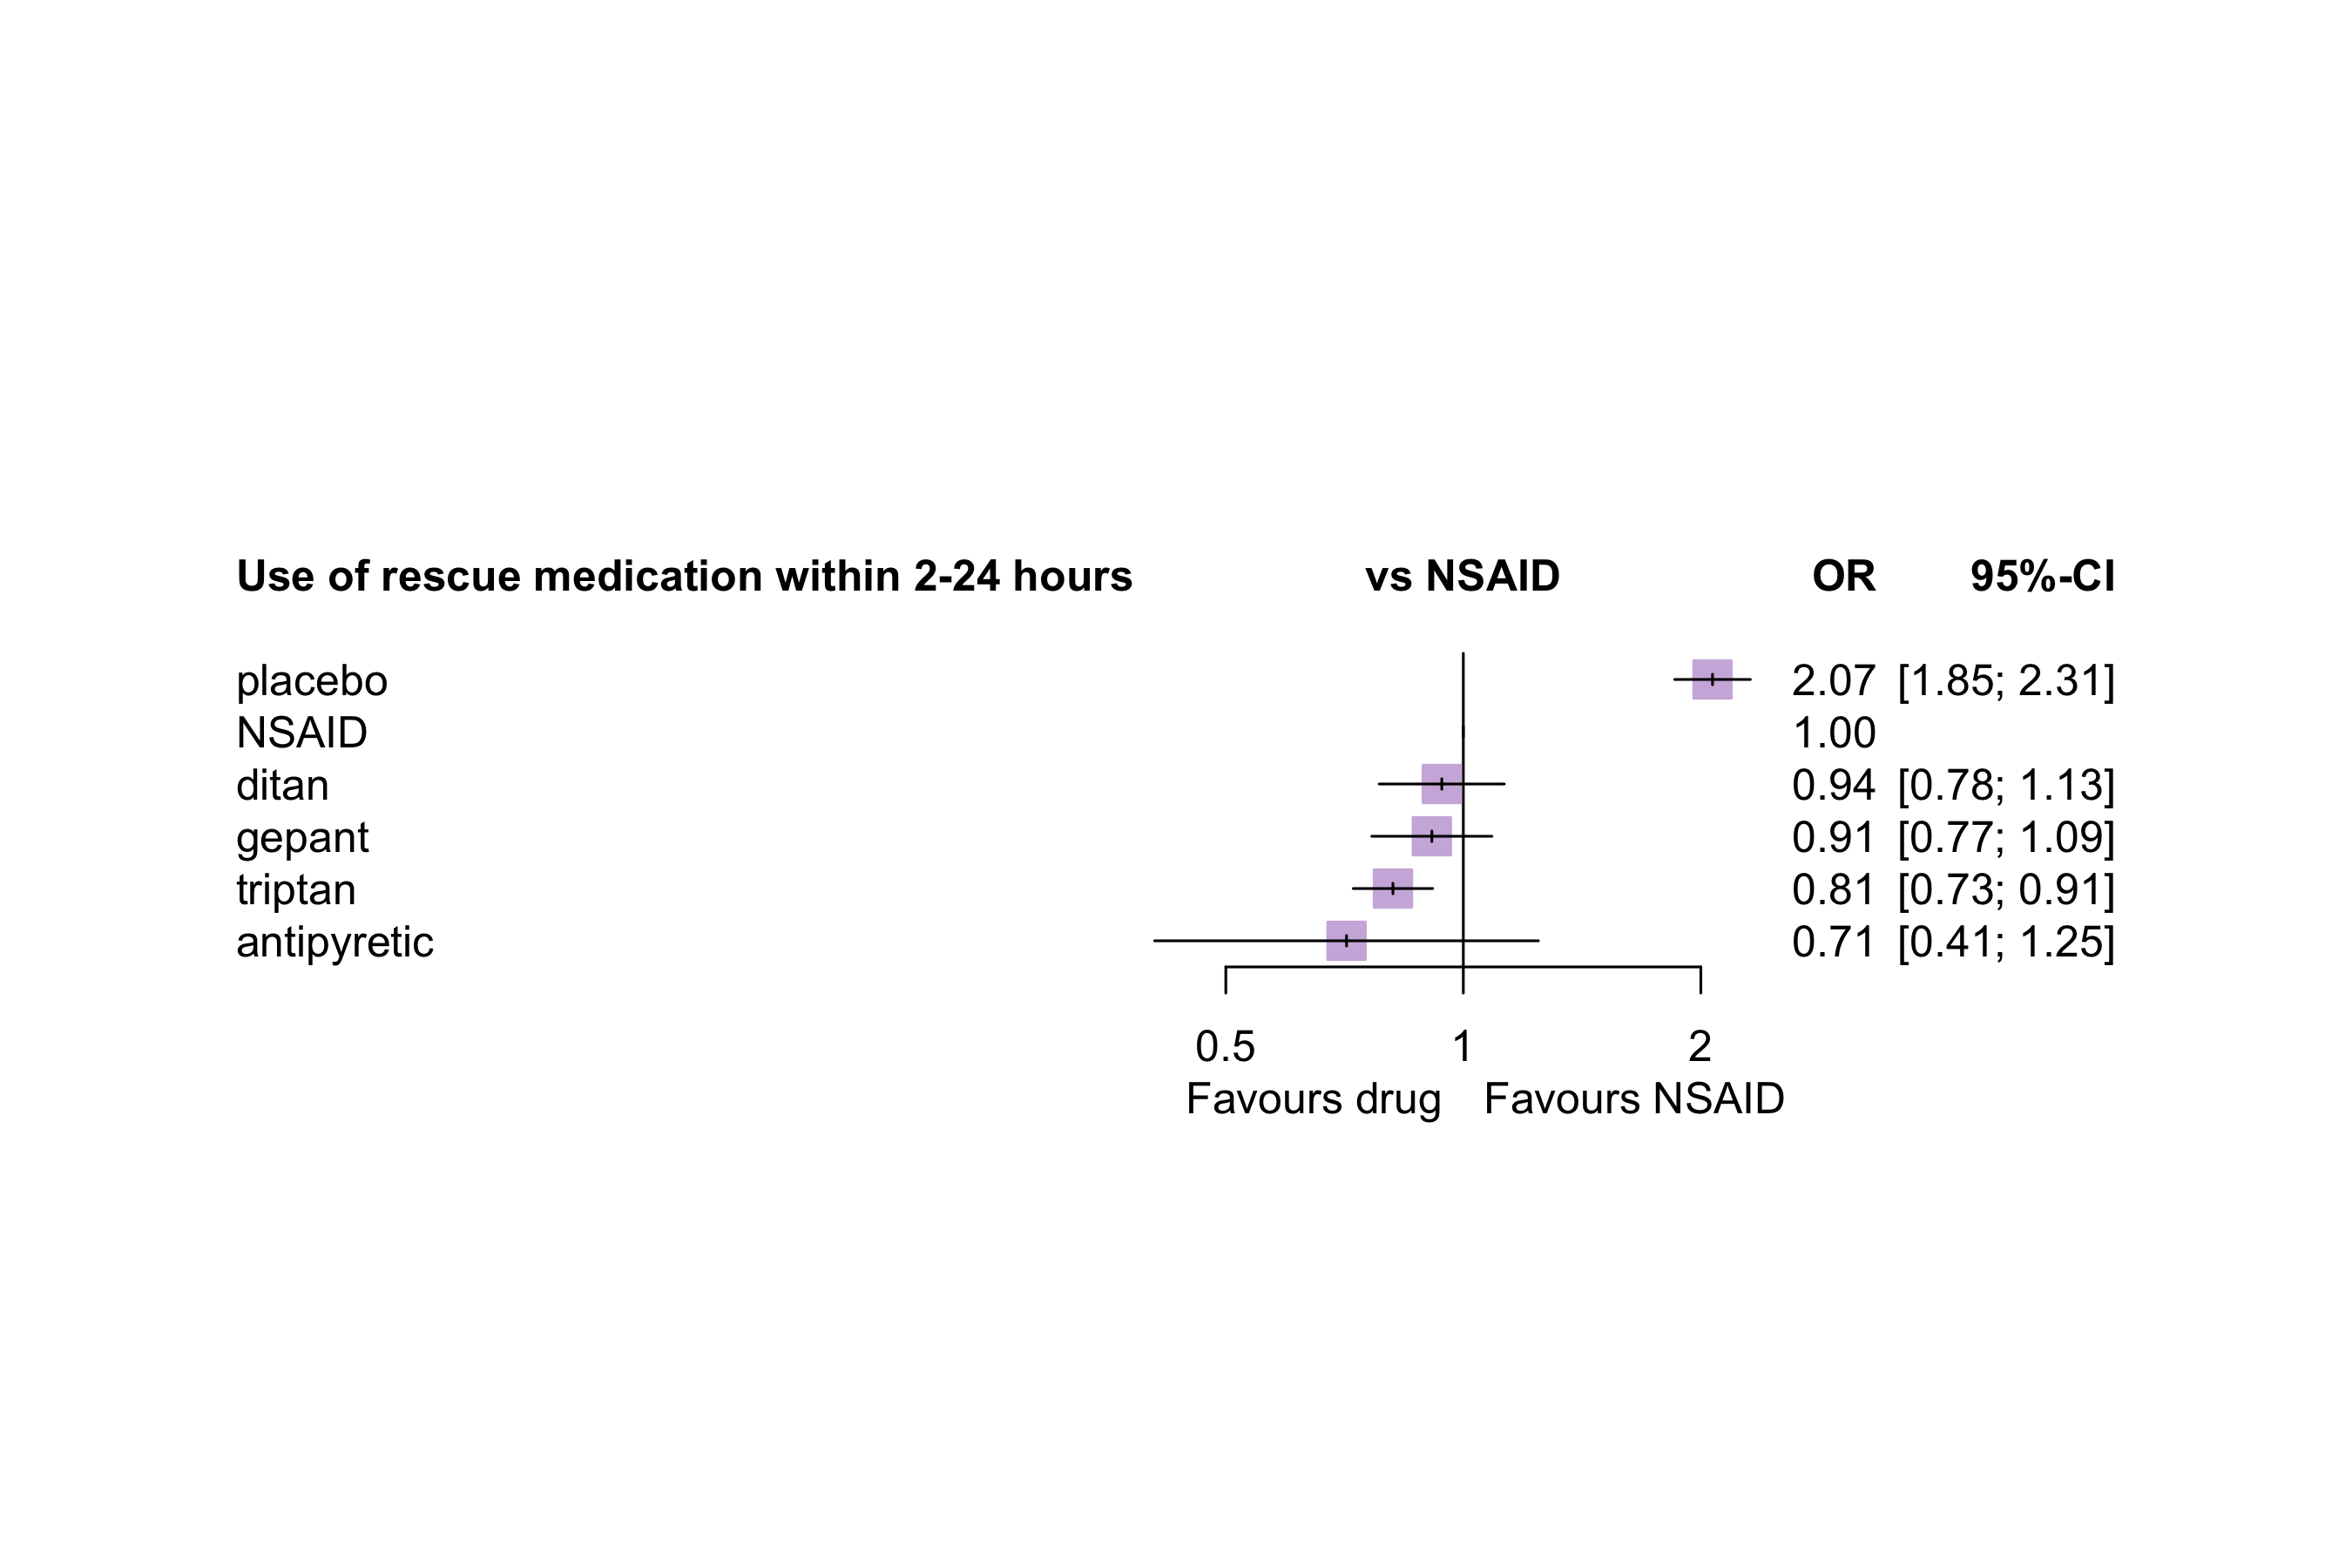 Use of rescue medication within 2-24 hours vs NSAID OR 95%-CI
placebo 2.07 [1.85; 2.31]
NSAID 1.00
ditan 0.94 [0.78; 1.13]
gepant 0.91 [0.77; 1.09]
triptan 0.81 [0.73; 0.91]
antipyretic 0.71 [0.41; 1.25]
0.5 1 2
Favours drug Favours NSAID